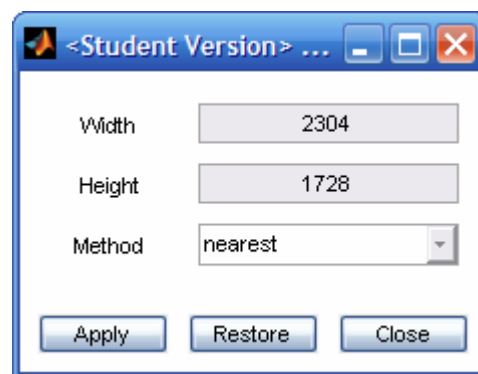 <Student Version> ...
Width 2304
Height 1728
Method nearest
Apply Restore Close